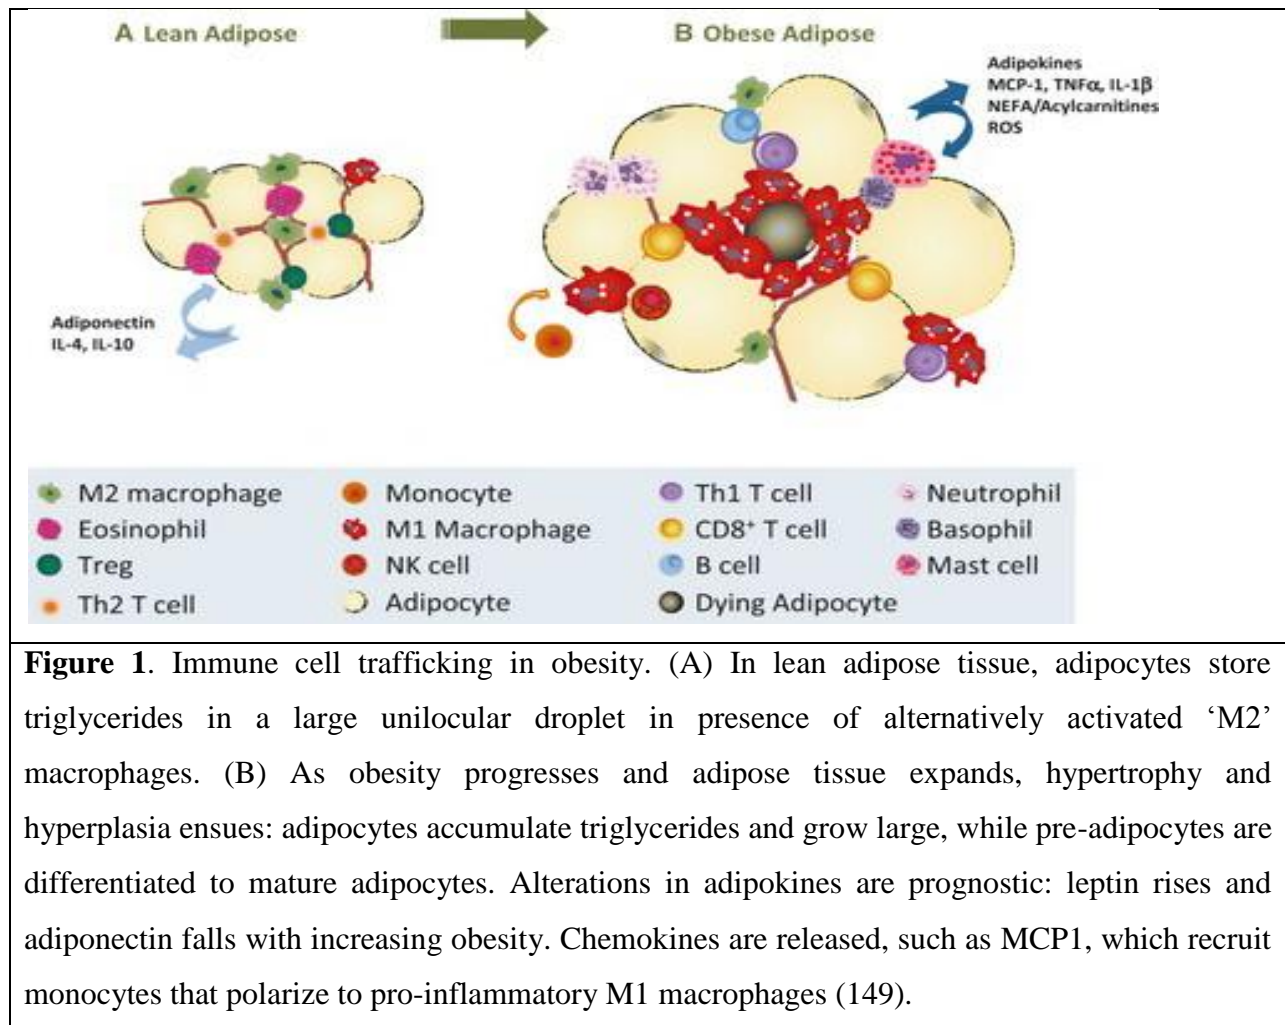 A Lean Adipose
B Obese Adipose
Adipokines
MCP-1, TNFα, IL-1β
NEFA/Acylcarnitines
ROS
Adiponectin
IL-4, IL-10
M2 macrophage
Monocyte
Th1 T cell
Neutrophil
Eosinophil
M1 Macrophage
CD8⁺ T cell
Basophil
Treg
NK cell
B cell
Mast cell
Th2 T cell
Adipocyte
Dying Adipocyte
Figure 1. Immune cell trafficking in obesity. (A) In lean adipose tissue, adipocytes store
triglycerides in a large unilocular droplet in presence of alternatively activated ‘M2’
macrophages. (B) As obesity progresses and adipose tissue expands, hypertrophy and
hyperplasia ensues: adipocytes accumulate triglycerides and grow large, while pre-adipocytes are
differentiated to mature adipocytes. Alterations in adipokines are prognostic: leptin rises and
adiponectin falls with increasing obesity. Chemokines are released, such as MCP1, which recruit
monocytes that polarize to pro-inflammatory M1 macrophages (149).